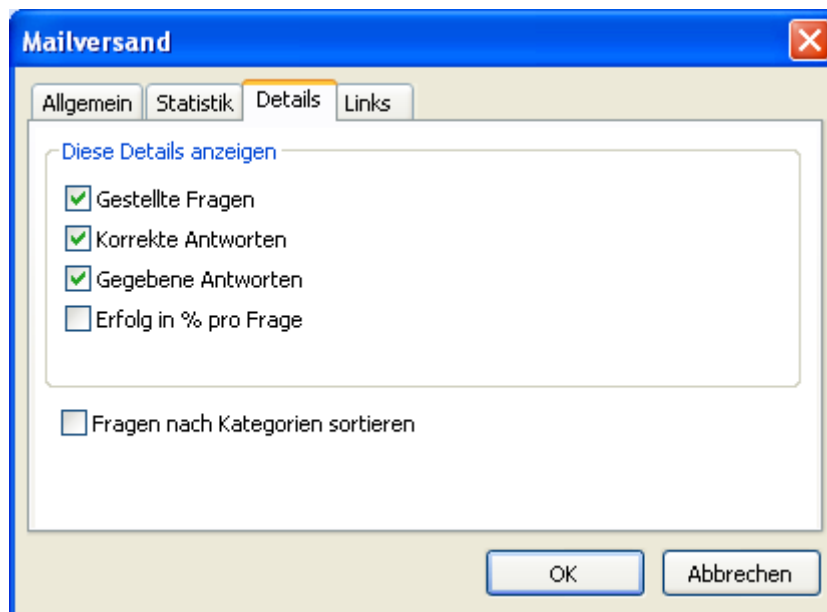 Mailversand
Allgemein Statistik Details Links
Diese Details anzeigen
Gestellte Fragen
Korrekte Antworten
Gegebene Antworten
Erfolg in % pro Frage
Fragen nach Kategorien sortieren
OK Abbrechen